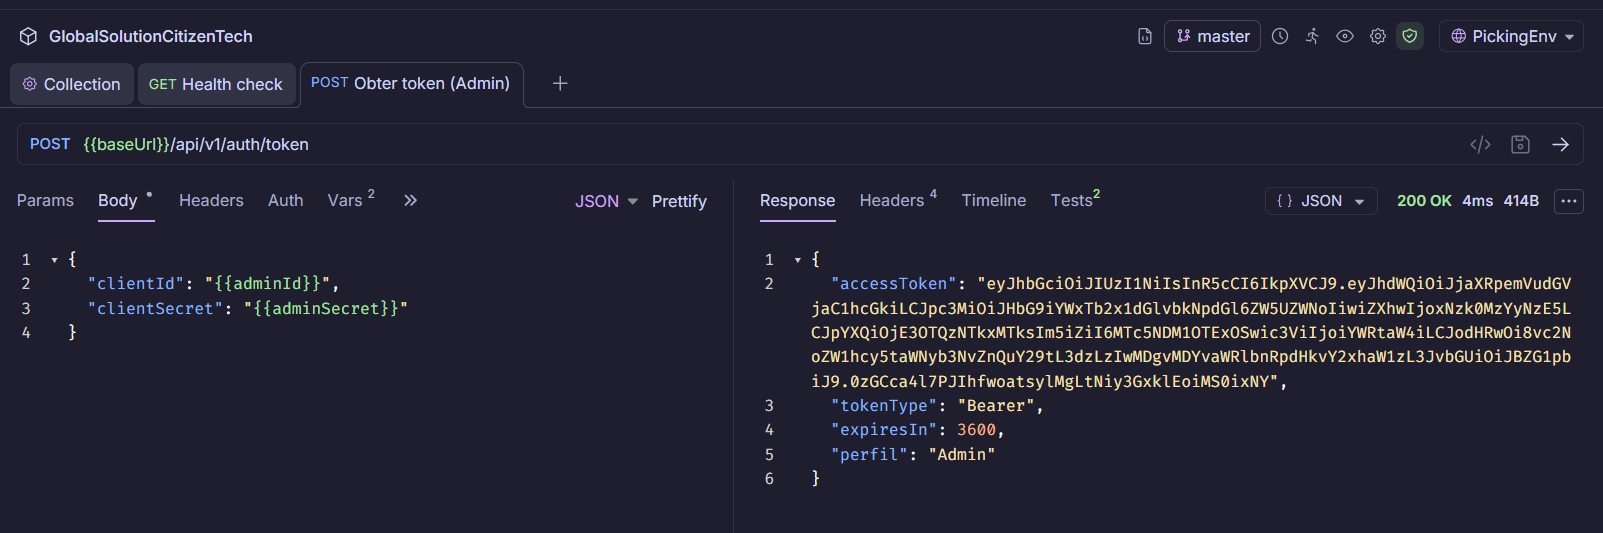 GlobalSolutionCitizenTech
master
PickingEnv
Collection
GET Health check
POST Obter token (Admin)
POST {{baseUrl}}/api/v1/auth/token
Params Body Headers Auth Vars 2 JSON Prettify
1 {
2 "clientId": "{{adminId}}",
3 "clientSecret": "{{adminSecret}}"
4 }
Response Headers 4 Timeline Tests 2 { } JSON 200 OK 4ms 414B
1 {
2 "accessToken": "eyJhbGciOiJIUzI1NiIsInR5cCI6IkpXVCJ9.eyJhdWQiOiJjaXRpemVudGV
jaC1hcGkiLCJpc3MiOiJHbG9iYWxTb2x1dGlvbkNpdGl6ZW5UZWNoIiwiZXhwIjoxNzk0MzYyNzE5L
CJpYXQiOjE3OTQzNTkxMTksIm5iZiI6MTc5NDM1OTExOSwic3ViIjoiYWRtaW4iLCJodHRwOi8vc2N
oZW1hcy5taWNyb3NvZnQuY29tL3dzLzIwMDgvMDYvaWRlbnRpdHkvY2xhaW1zL3JvbGUiOiJBZG1pb
iJ9.0zGCca4l7PJIhfwoatsylMgLtNiy3GxklEoiMS0ixNY",
3 "tokenType": "Bearer",
4 "expiresIn": 3600,
5 "perfil": "Admin"
6 }